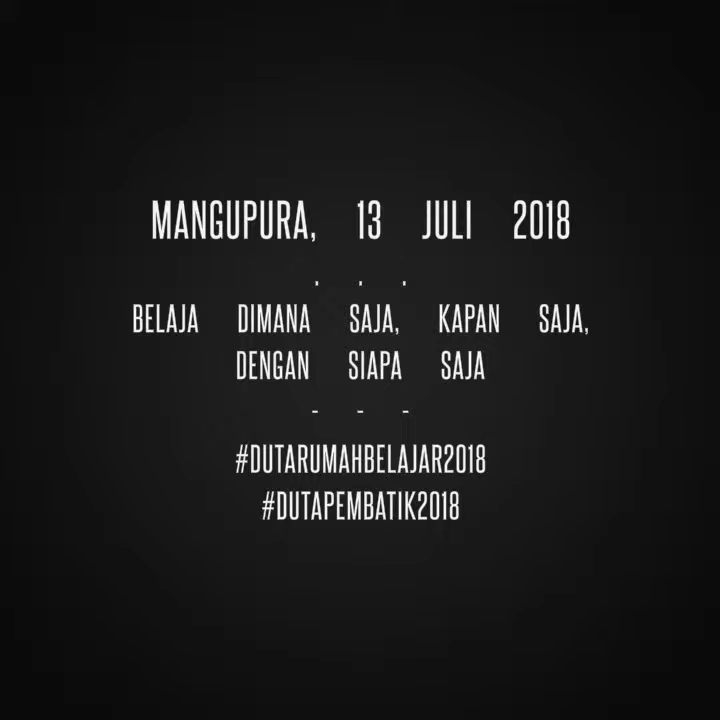 MANGUPURA, 13 JULI 2018
. . .
BELAJA DIMANA SAJA, KAPAN SAJA,
DENGAN SIAPA SAJA
- - -
#DUTARUMAHBELAJAR2018
#DUTAPEMBATIK2018